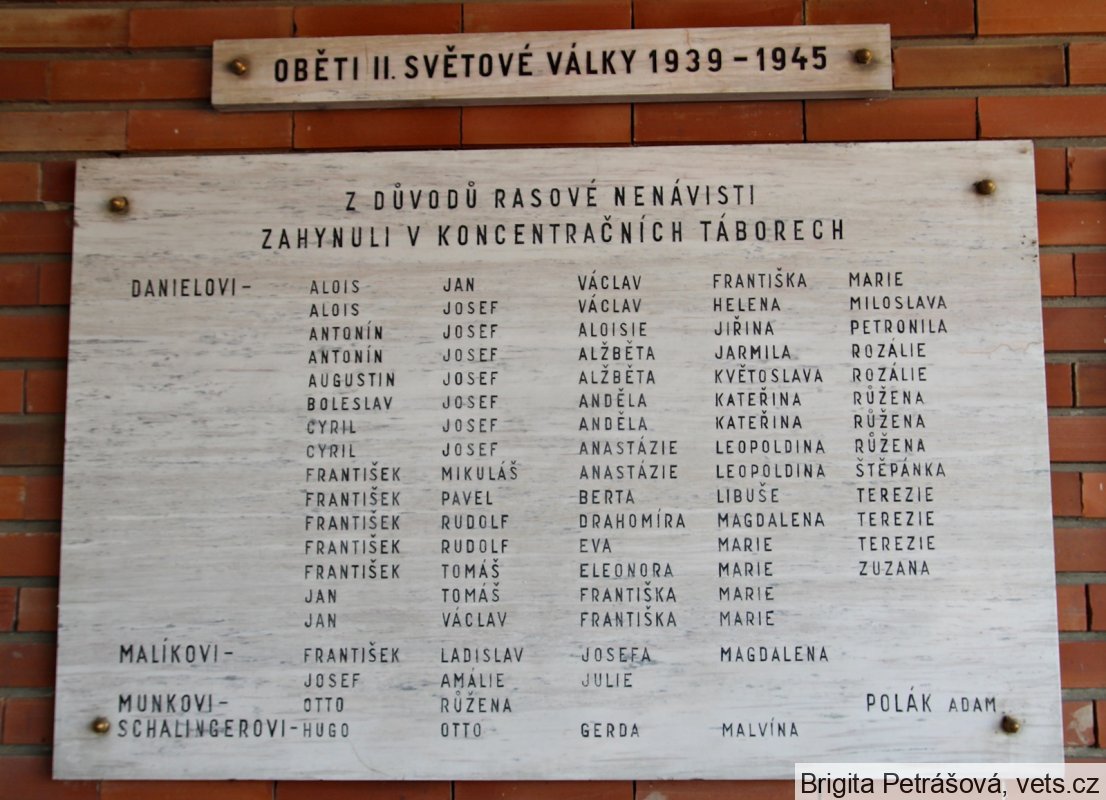 OBĚTI II. SVĚTOVÉ VÁLKY 1939 – 1945
Z DŮVODŮ RASOVÉ NENÁVISTI
ZAHYNULI V KONCENTRAČNÍCH TÁBORECH
DANIELOVI – ALOIS JAN VÁCLAV FRANTIŠKA MARIE
ALOIS JOSEF VÁCLAV HELENA MILOSLAVA
ANTONÍN JOSEF ALOISIE JIŘINA PETRONILA
ANTONÍN JOSEF ALŽBĚTA JARMILA ROZÁLIE
AUGUSTIN JOSEF ALŽBĚTA KVĚTOSLAVA ROZÁLIE
BOLESLAV JOSEF ANDĚLA KATEŘINA RŮŽENA
CYRIL JOSEF ANDĚLA KATEŘINA RŮŽENA
CYRIL JOSEF ANASTÁZIE LEOPOLDINA RŮŽENA
FRANTIŠEK MIKULÁŠ ANASTÁZIE LEOPOLDINA ŠTĚPÁNKA
FRANTIŠEK PAVEL BERTA LIBUŠE TEREZIE
FRANTIŠEK RUDOLF DRAHOMÍRA MAGDALENA TEREZIE
FRANTIŠEK RUDOLF EVA MARIE TEREZIE
FRANTIŠEK TOMÁŠ ELEONORA MARIE ZUZANA
JAN TOMÁŠ FRANTIŠKA MARIE
JAN VÁCLAV FRANTIŠKA MARIE
MALÍKOVI – FRANTIŠEK LADISLAV JOSEFA MAGDALENA
JOSEF AMÁLIE JULIE
MUNKOVI – OTTO RŮŽENA POLÁK ADAM
SCHALINGEROVI – HUGO OTTO GERDA MALVÍNA
Brigita Petrášová, vets.cz